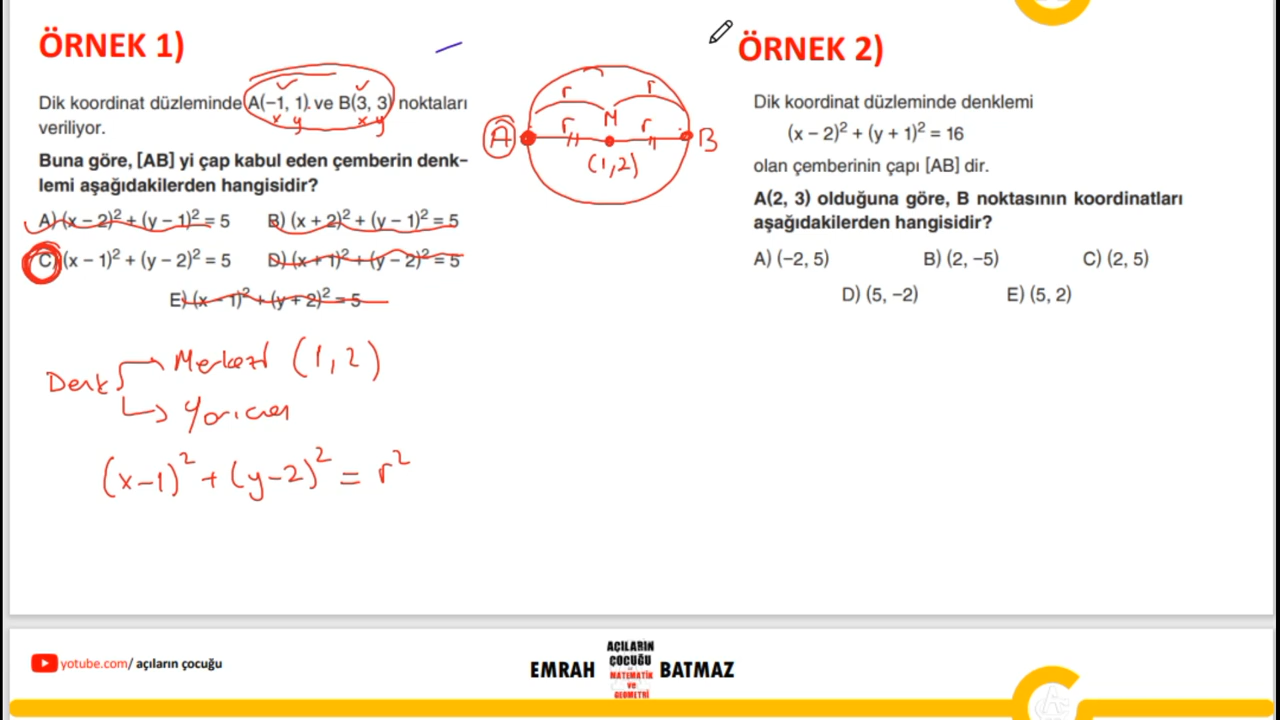 ÖRNEK 1)
Dik koordinat düzleminde A(−1, 1) ve B(3, 3) noktaları
x y x y
veriliyor.
Buna göre, [AB] yi çap kabul eden çemberin denk-
lemi aşağıdakilerden hangisidir?
A) (x − 2)² + (y − 1)² = 5 B) (x + 2)² + (y − 1)² = 5
C) (x − 1)² + (y − 2)² = 5 D) (x + 1)² + (y − 2)² = 5
E) (x − 1)² + (y + 2)² = 5
Denk
Merkezi (1, 2)
Yarıçap
(x−1)² + (y−2)² = r²
r r
M
A r r B
(1,2)
ÖRNEK 2)
Dik koordinat düzleminde denklemi
(x − 2)² + (y + 1)² = 16
olan çemberinin çapı [AB] dir.
A(2, 3) olduğuna göre, B noktasının koordinatları
aşağıdakilerden hangisidir?
A) (−2, 5) B) (2, −5) C) (2, 5)
D) (5, −2) E) (5, 2)
yotube.com/ açıların çocuğu
EMRAH AÇILARIN ÇOCUĞU MATEMATİK ve GEOMETRİ BATMAZ